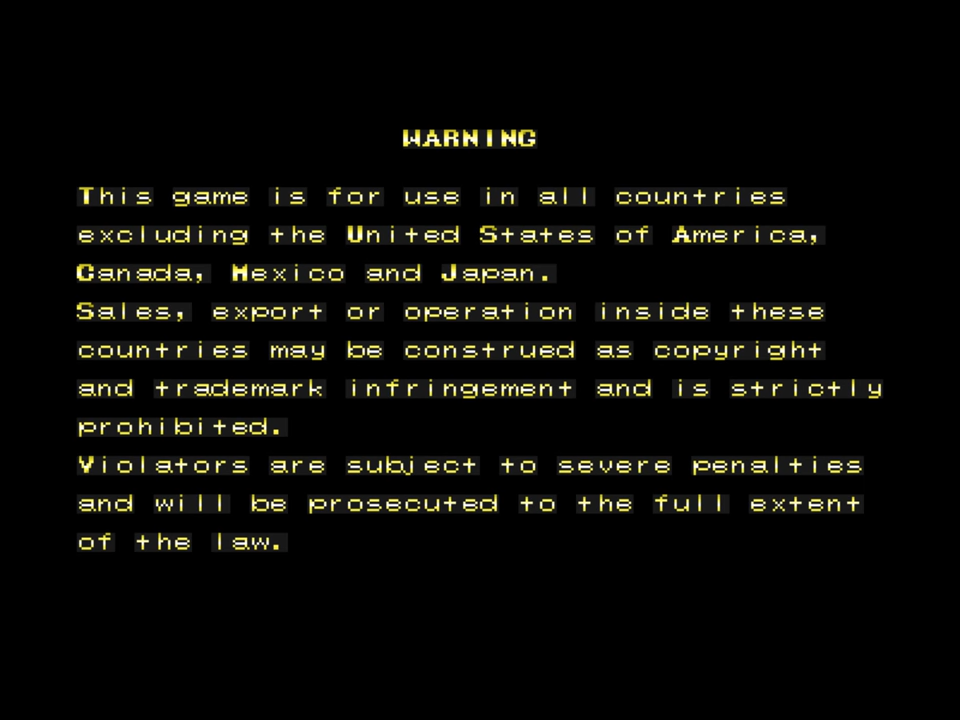 WARNING
This game is for use in all countries
excluding the United States of America,
Canada, Mexico and Japan.
Sales, export or operation inside these
countries may be construed as copyright
and trademark infringement and is strictly
prohibited.
Violators are subject to severe penalties
and will be prosecuted to the full extent
of the law.